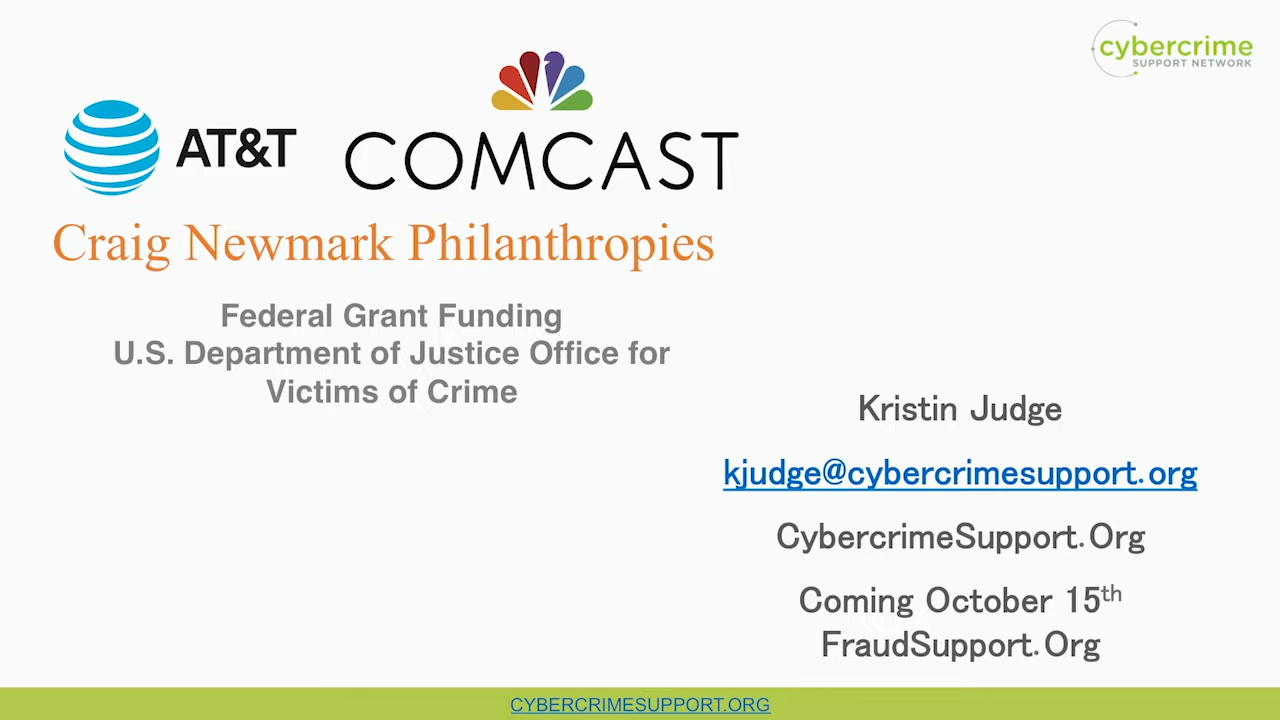 cybercrime
SUPPORT NETWORK
AT&T
COMCAST
Craig Newmark Philanthropies
Federal Grant Funding
U.S. Department of Justice Office for
Victims of Crime
Kristin Judge
kjudge@cybercrimesupport.org
CybercrimeSupport.Org
Coming October 15th
FraudSupport.Org
CYBERCRIMESUPPORT.ORG